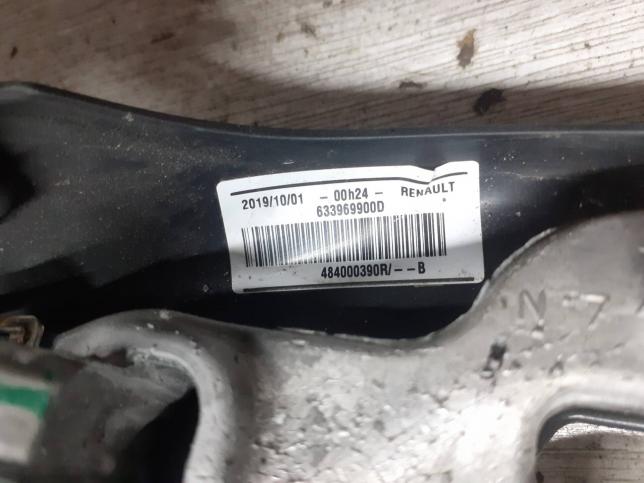 2019/10/01 - 00h24 - RENAULT
633969900D
484000390R/--B